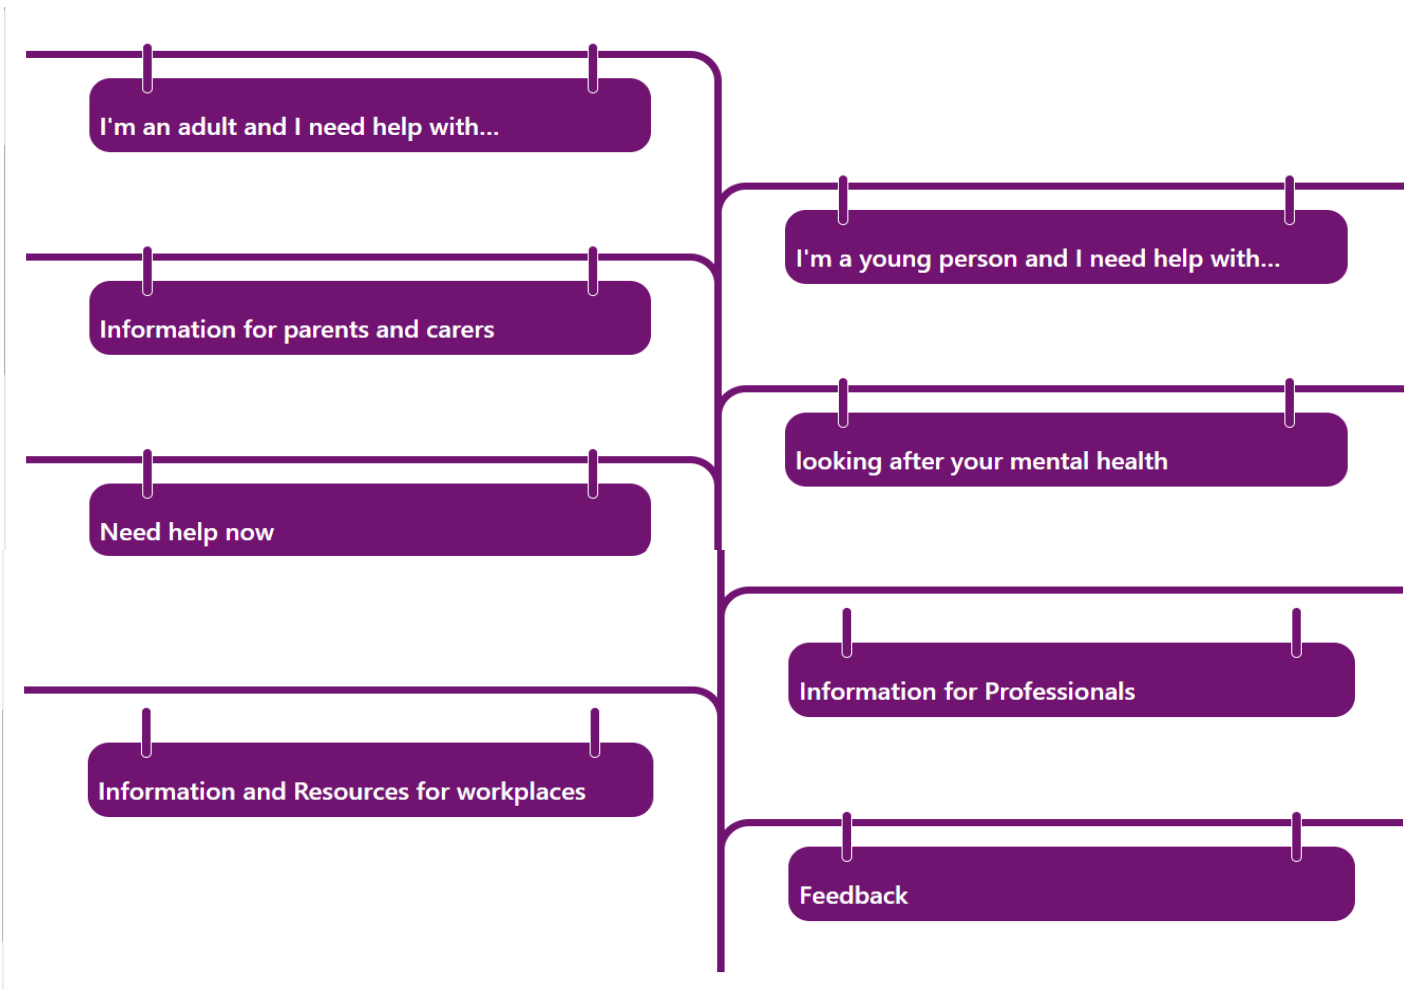 I'm an adult and I need help with...
I'm a young person and I need help with...
Information for parents and carers
looking after your mental health
Need help now
Information for Professionals
Information and Resources for workplaces
Feedback